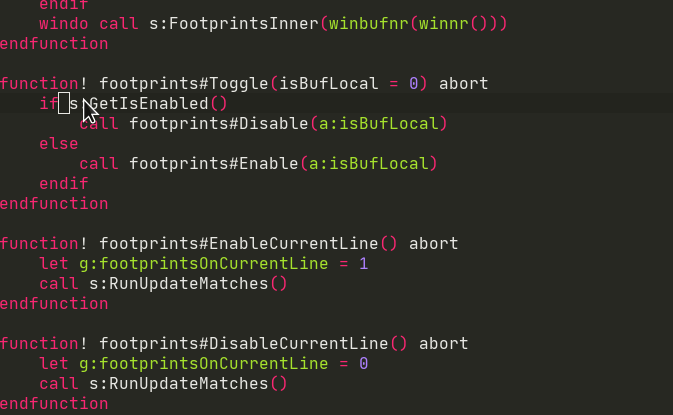 endif
    windo call s:FootprintsInner(winbufnr(winnr()))
endfunction

function! footprints#Toggle(isBufLocal = 0) abort
    if s:GetIsEnabled()
        call footprints#Disable(a:isBufLocal)
    else
        call footprints#Enable(a:isBufLocal)
    endif
endfunction

function! footprints#EnableCurrentLine() abort
    let g:footprintsOnCurrentLine = 1
    call s:RunUpdateMatches()
endfunction

function! footprints#DisableCurrentLine() abort
    let g:footprintsOnCurrentLine = 0
    call s:RunUpdateMatches()
endfunction